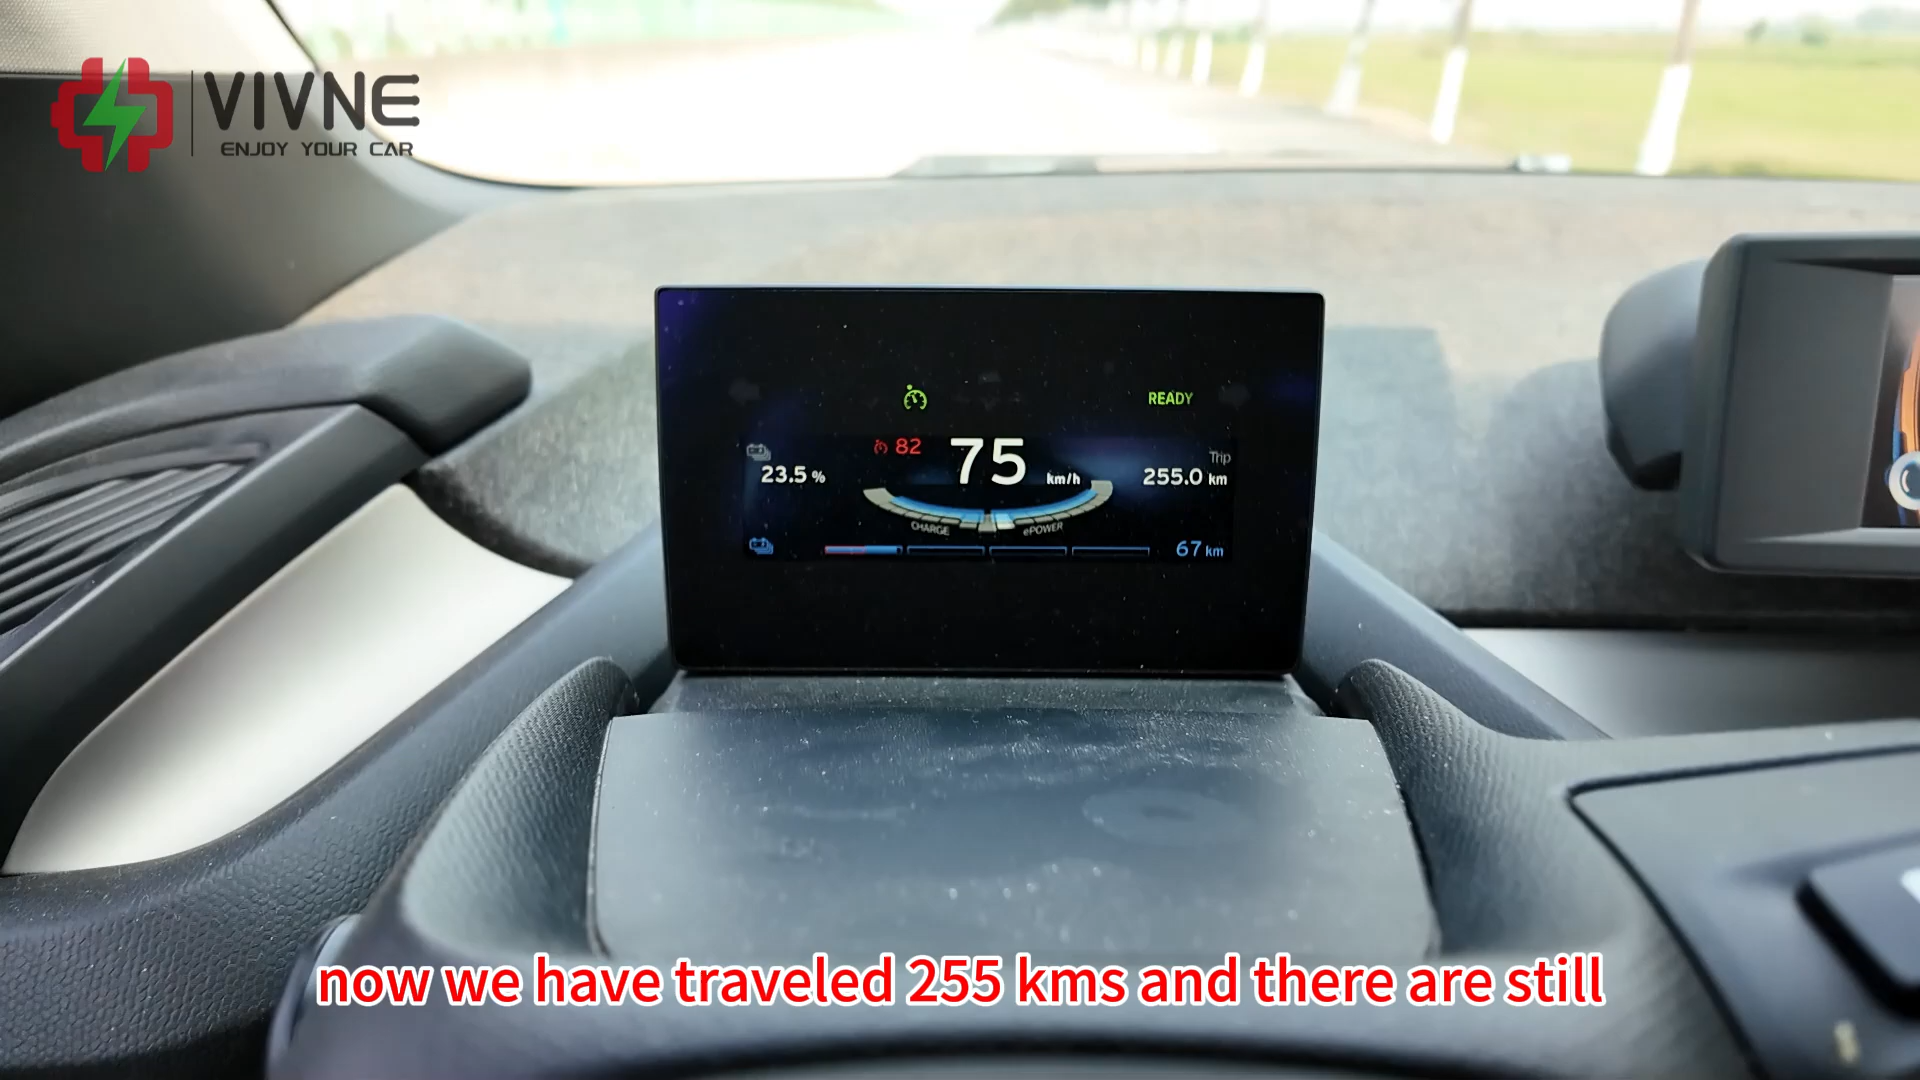 VIVNE
ENJOY YOUR CAR
READY
82 75 km/h
Trip
23.5 %
255.0 km
CHARGE ePOWER
67 km
now we have traveled 255 kms and there are still